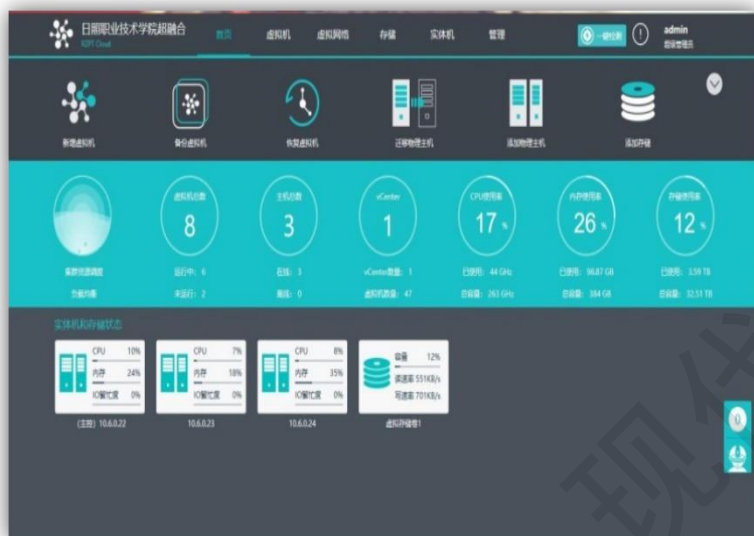 日照职业技术学院超融合
RZPT Cloud
首页 虚拟机 虚拟网络 存储 实体机 管理
一键检测
admin
超级管理员
新增虚拟机 备份虚拟机 恢复虚拟机 迁移物理主机 添加物理主机 添加存储
虚拟机总数 主机总数 vCenter CPU使用率 内存使用率 存储使用率
8 3 1 17 % 26 % 12 %
集群资源调度 运行中: 6 在线: 3 vCenter数量: 1 已使用: 44 GHz 已使用: 98.87 GB 已使用: 3.59 TB
负载均衡 未运行: 2 离线: 0 虚拟机数量: 47 总容量: 263 GHz 总容量: 384 GB 总容量: 32.51 TB
实体机和存储状态
CPU 10% CPU 7% CPU 8% 容量 12%
内存 24% 内存 18% 内存 35% 读速率 551KB/s
IO繁忙度 0% IO繁忙度 0% IO繁忙度 0% 写速率 701KB/s
(主控) 10.6.0.22 10.6.0.23 10.6.0.24 虚拟存储卷1
现代